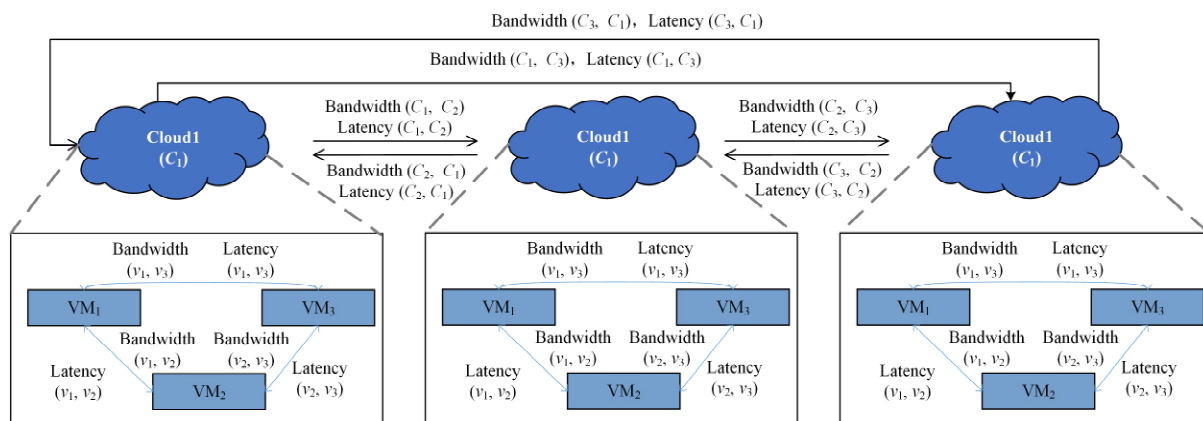 Bandwidth (C₃, C₁), Latency (C₃, C₁)
Bandwidth (C₁, C₃), Latency (C₁, C₃)
Cloud1
(C₁)
Bandwidth (C₁, C₂)
Latency (C₁, C₂)
Bandwidth (C₂, C₁)
Latency (C₂, C₁)
Cloud1
(C₁)
Bandwidth (C₂, C₃)
Latency (C₂, C₃)
Bandwidth (C₃, C₂)
Latency (C₃, C₂)
Cloud1
(C₁)
Bandwidth
(v₁, v₃)
Latency
(v₁, v₃)
VM₁
VM₃
Bandwidth
(v₁, v₂)
Bandwidth
(v₂, v₃)
Latency
(v₁, v₂)
Latency
(v₂, v₃)
VM₂
Bandwidth
(v₁, v₃)
Latency
(v₁, v₃)
VM₁
VM₃
Bandwidth
(v₁, v₂)
Bandwidth
(v₂, v₃)
Latency
(v₁, v₂)
Latency
(v₂, v₃)
VM₂
Bandwidth
(v₁, v₃)
Latency
(v₁, v₃)
VM₁
VM₃
Bandwidth
(v₁, v₂)
Bandwidth
(v₂, v₃)
Latency
(v₁, v₂)
Latency
(v₂, v₃)
VM₂